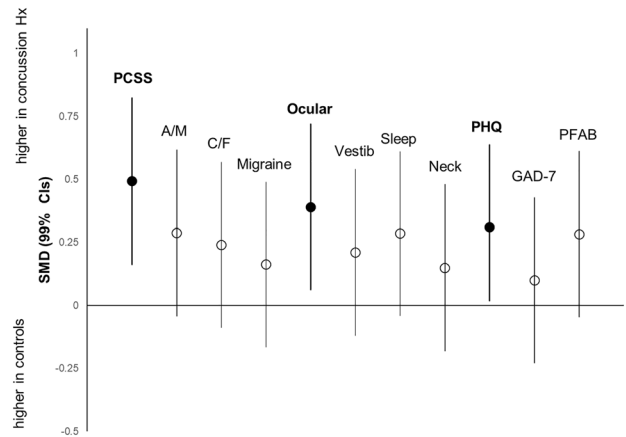 higher in concussion Hx
higher in controls
SMD (99% CIs)
1
0.75
0.5
0.25
0
-0.25
-0.5
PCSS
A/M
C/F
Migraine
Ocular
Vestib
Sleep
Neck
PHQ
GAD-7
PFAB